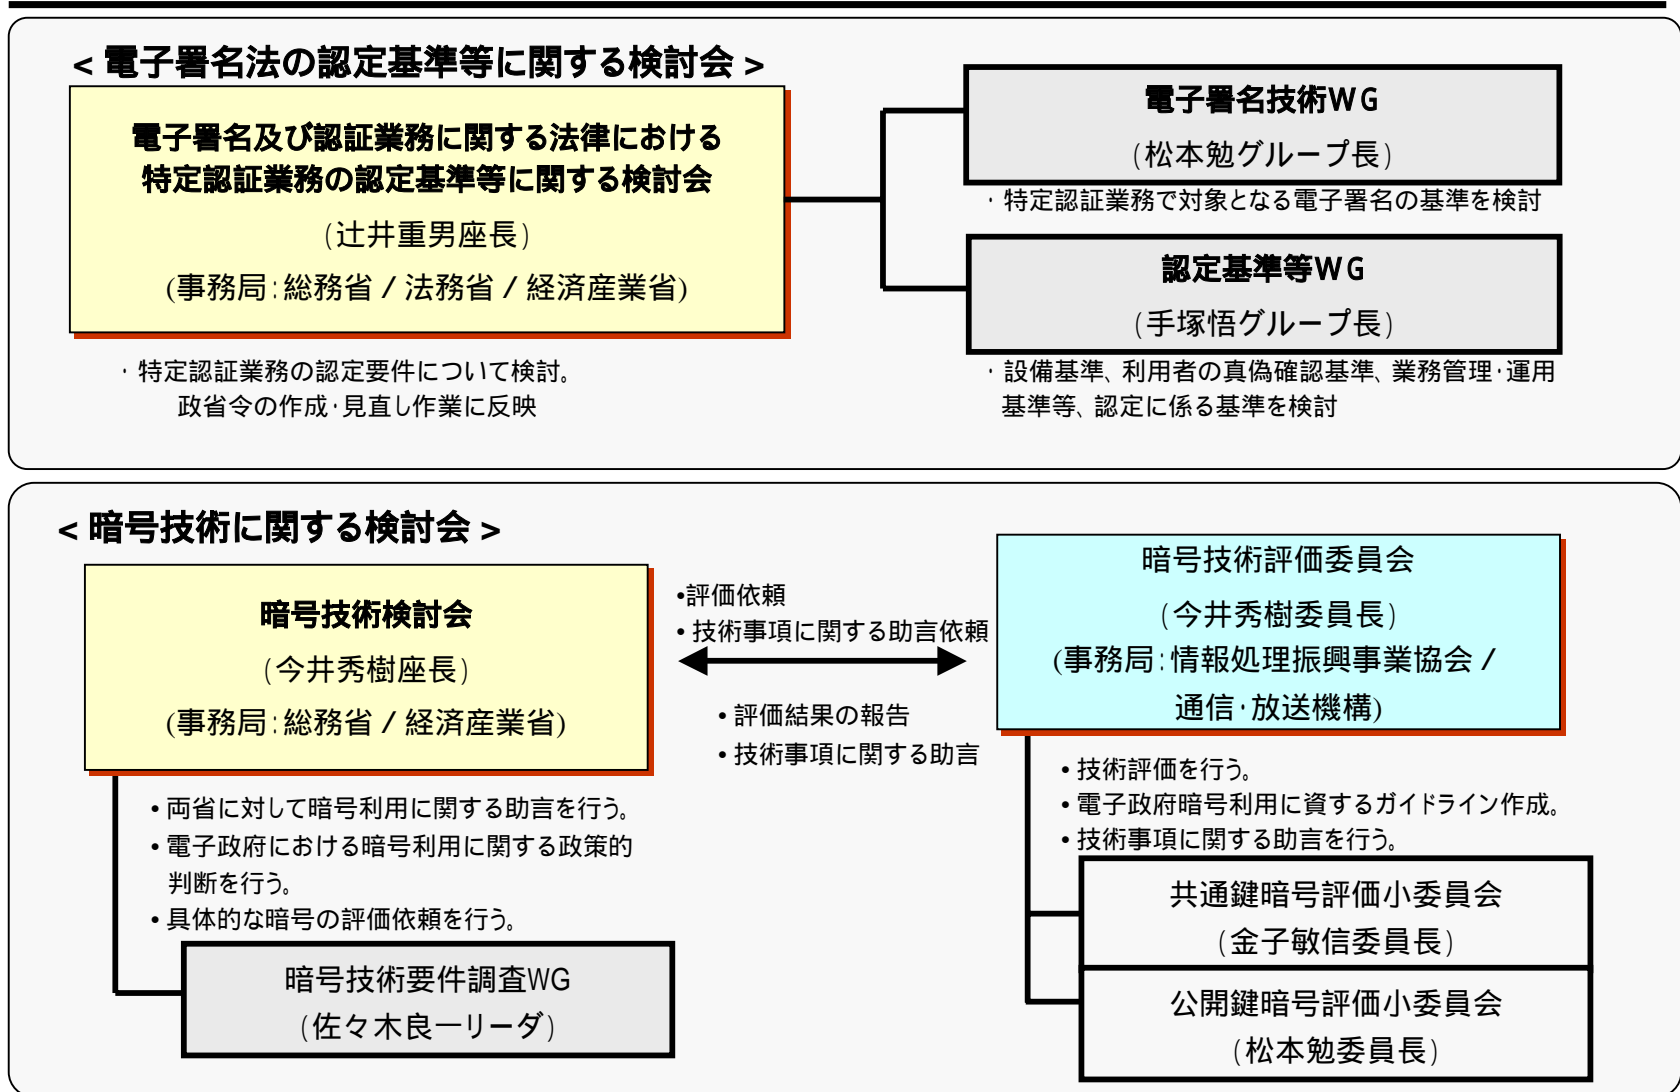 < 電子署名法の認定基準等に関する検討会 >
電子署名及び認証業務に関する法律における
特定認証業務の認定基準等に関する検討会
(辻井重男座長)
(事務局:総務省 / 法務省 / 経済産業省)
・特定認証業務の認定要件について検討。
政省令の作成・見直し作業に反映
電子署名技術WG
(松本勉グループ長)
・特定認証業務で対象となる電子署名の基準を検討
認定基準等WG
(手塚悟グループ長)
・設備基準、利用者の真偽確認基準、業務管理・運用
基準等、認定に係る基準を検討
< 暗号技術に関する検討会 >
暗号技術検討会
(今井秀樹座長)
(事務局:総務省 / 経済産業省)
•評価依頼
• 技術事項に関する助言依頼
• 評価結果の報告
• 技術事項に関する助言
暗号技術評価委員会
(今井秀樹委員長)
(事務局:情報処理振興事業協会 /
通信・放送機構)
• 両省に対して暗号利用に関する助言を行う。
• 電子政府における暗号利用に関する政策的
判断を行う。
• 具体的な暗号の評価依頼を行う。
暗号技術要件調査WG
(佐々木良一リーダ)
• 技術評価を行う。
• 電子政府暗号利用に資するガイドライン作成。
• 技術事項に関する助言を行う。
共通鍵暗号評価小委員会
(金子敏信委員長)
公開鍵暗号評価小委員会
(松本勉委員長)